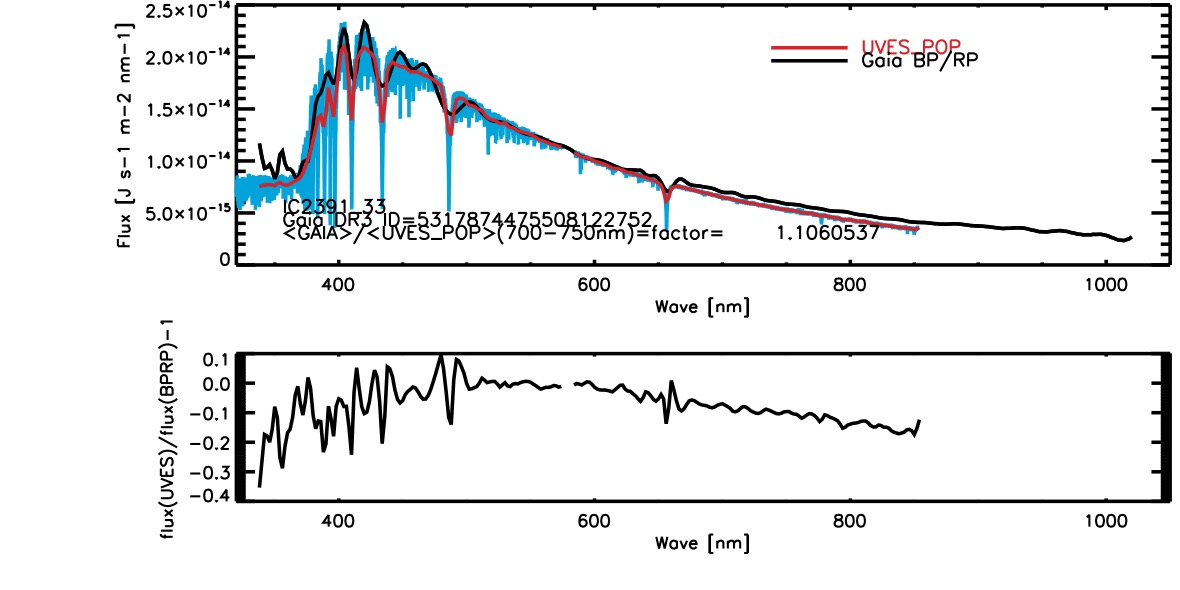 2.5×10⁻¹⁴
2.0×10⁻¹⁴
1.5×10⁻¹⁴
1.0×10⁻¹⁴
5.0×10⁻¹⁵
0
Flux [J s-1 m-2 nm-1]
UVES_POP
Gaia BP/RP
IC2391_33
Gaia DR3 ID=5317874475508122752
<GAIA>/<UVES_POP>(700-750nm)=factor= 1.1060537
400 600 800 1000
Wave [nm]
0.1
0.0
-0.1
-0.2
-0.3
-0.4
flux(UVES)/flux(BPRP)-1
400 600 800 1000
Wave [nm]